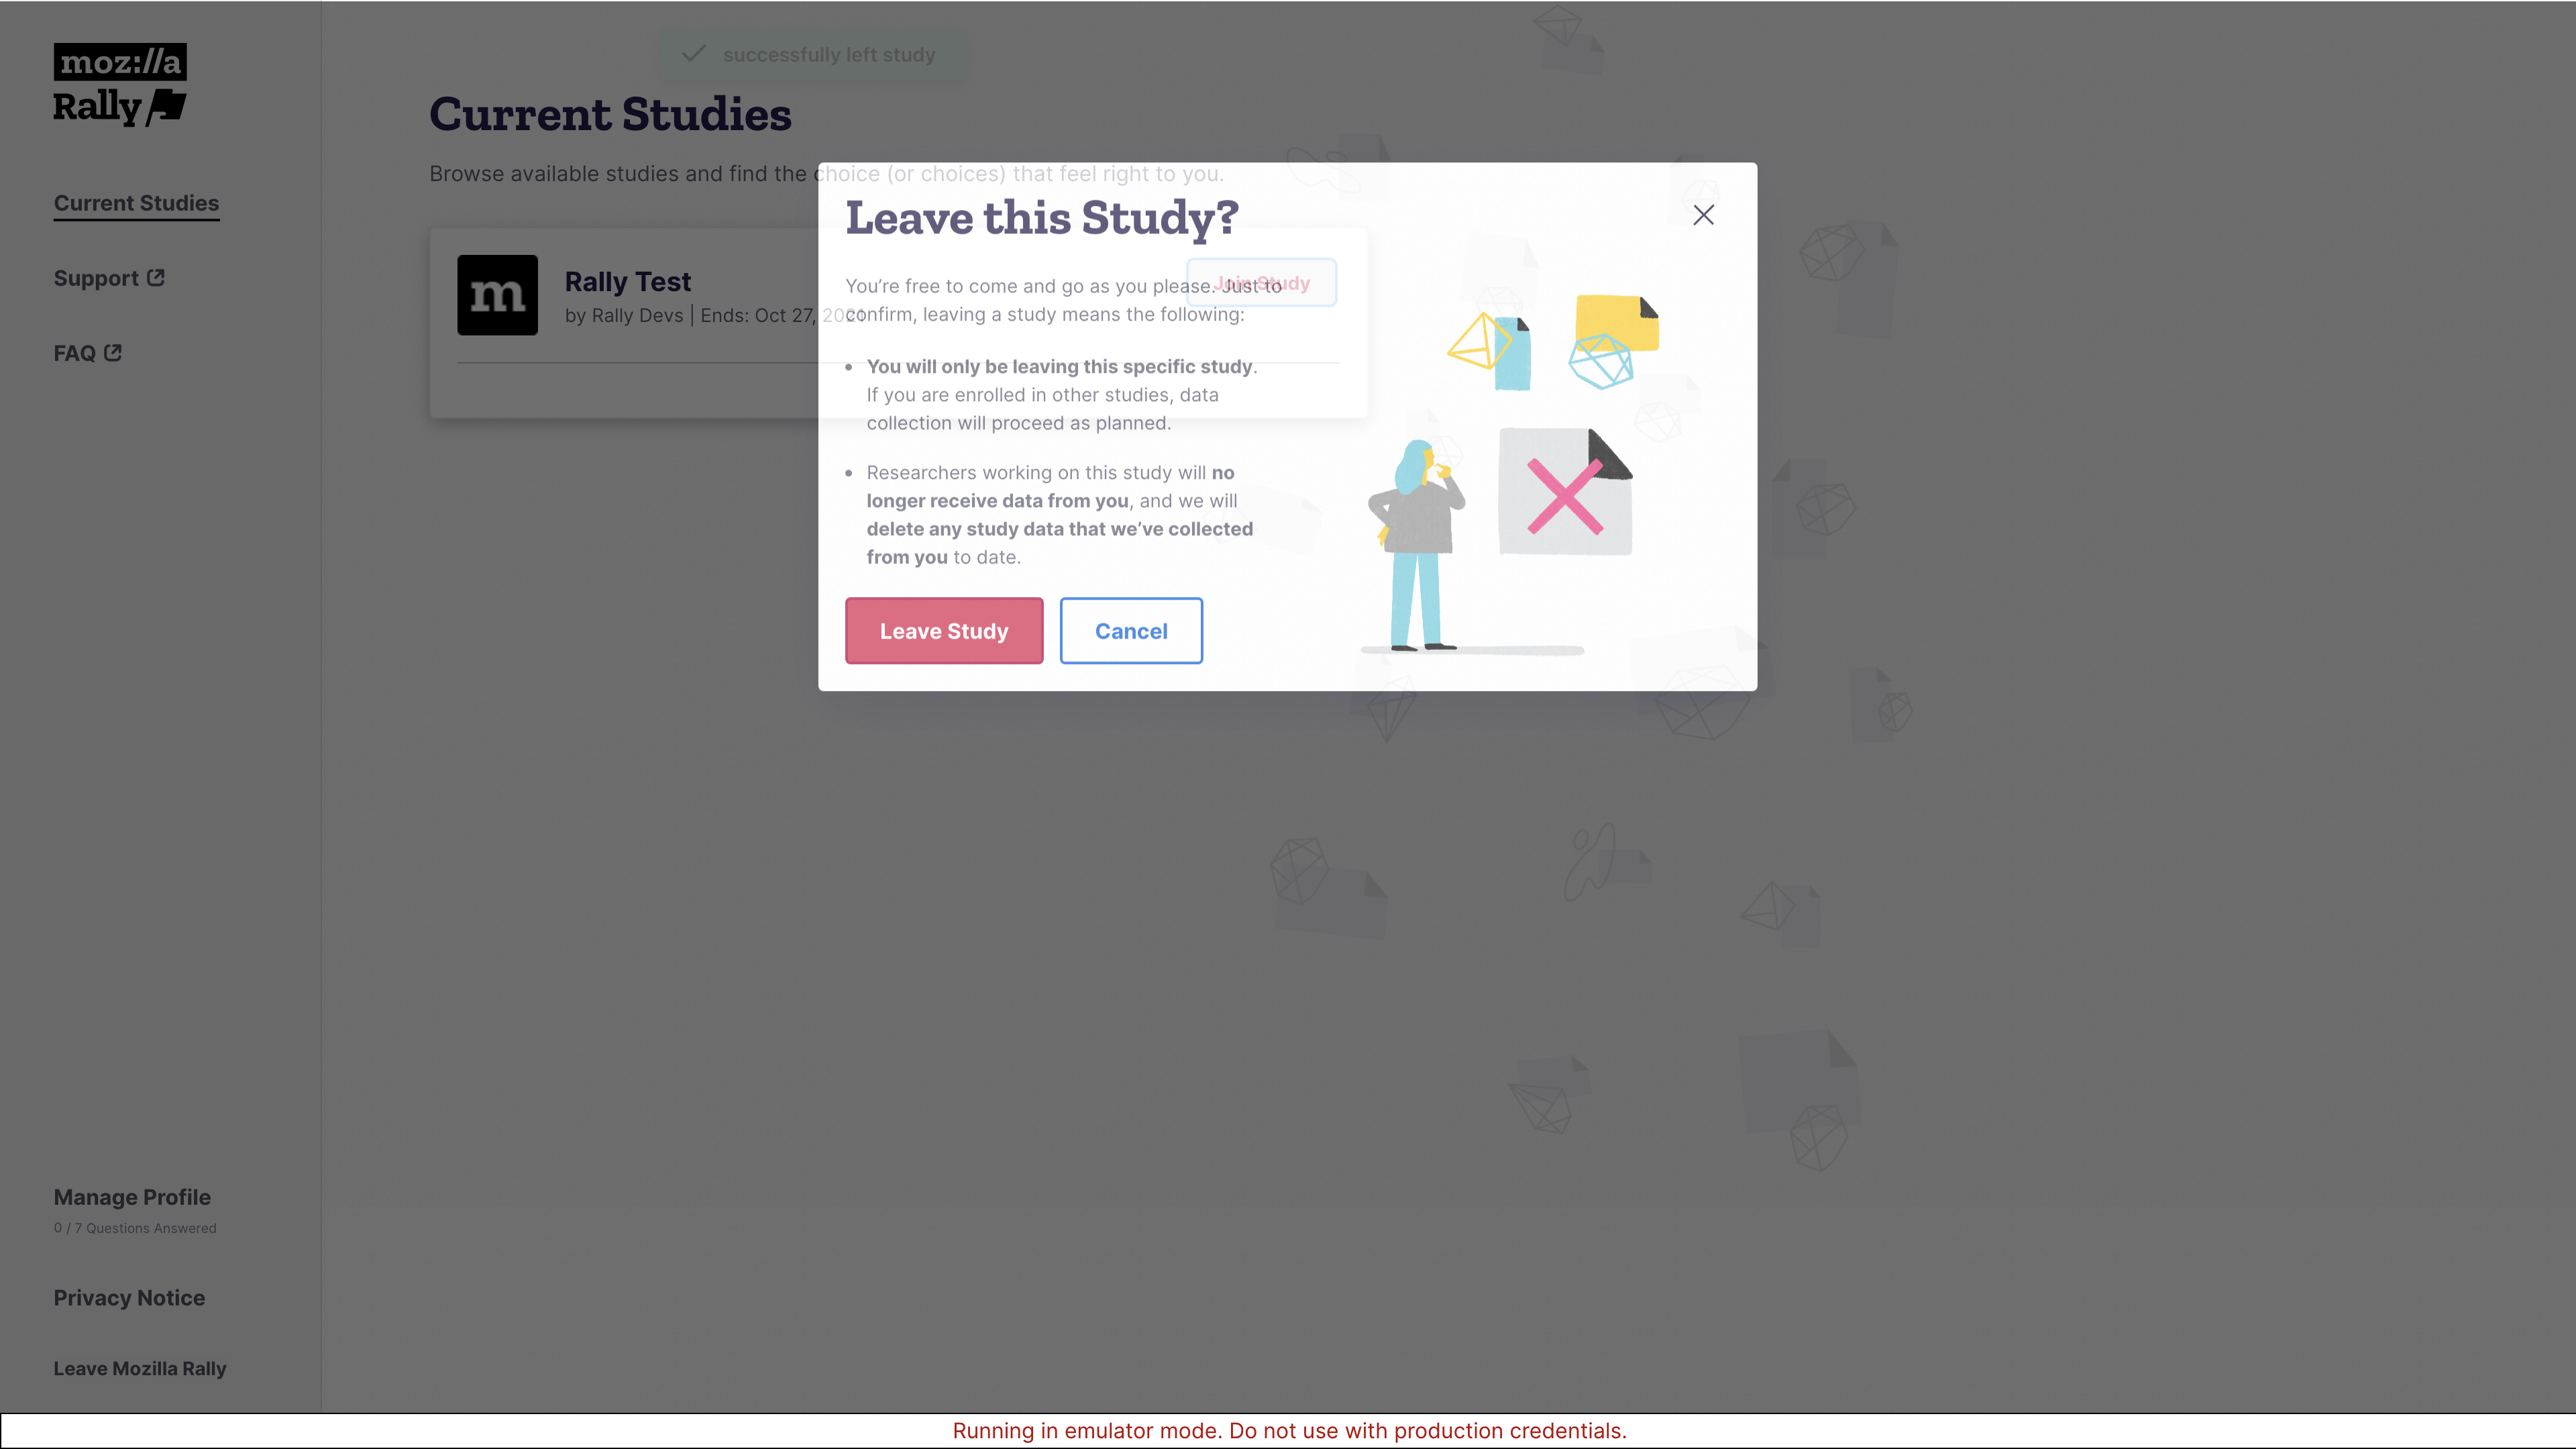 moz://a
Rally
Current Studies
Support
FAQ
Manage Profile
0 / 7 Questions Answered
Privacy Notice
Leave Mozilla Rally
successfully left study
Current Studies
Browse available studies and find the choice (or choices) that feel right to you.
m
Rally Test
by Rally Devs | Ends: Oct 27, 2021
Join Study
Leave this Study?
You’re free to come and go as you please. Just to
confirm, leaving a study means the following:
• You will only be leaving this specific study.
If you are enrolled in other studies, data
collection will proceed as planned.
• Researchers working on this study will no
longer receive data from you, and we will
delete any study data that we’ve collected
from you to date.
Leave Study
Cancel
Running in emulator mode. Do not use with production credentials.